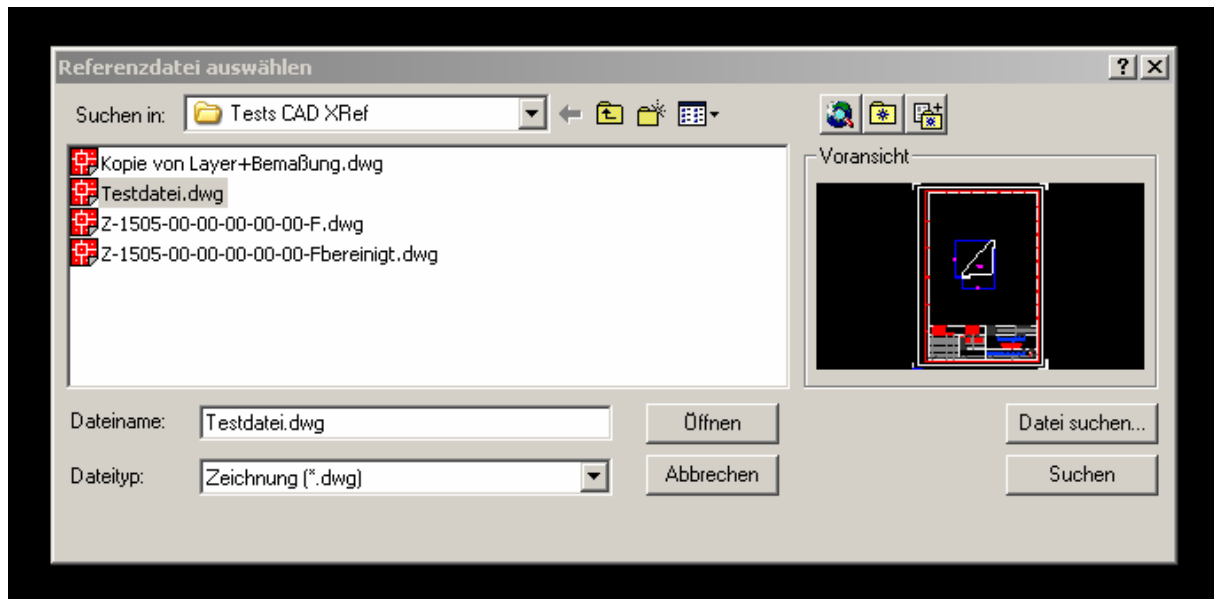 Referenzdatei auswählen
Suchen in: Tests CAD XRef
Kopie von Layer+Bemaßung.dwg
Testdatei.dwg
Z-1505-00-00-00-00-00-F.dwg
Z-1505-00-00-00-00-00-Fbereinigt.dwg
Voransicht
Dateiname: Testdatei.dwg Öffnen Datei suchen...
Dateityp: Zeichnung (*.dwg) Abbrechen Suchen